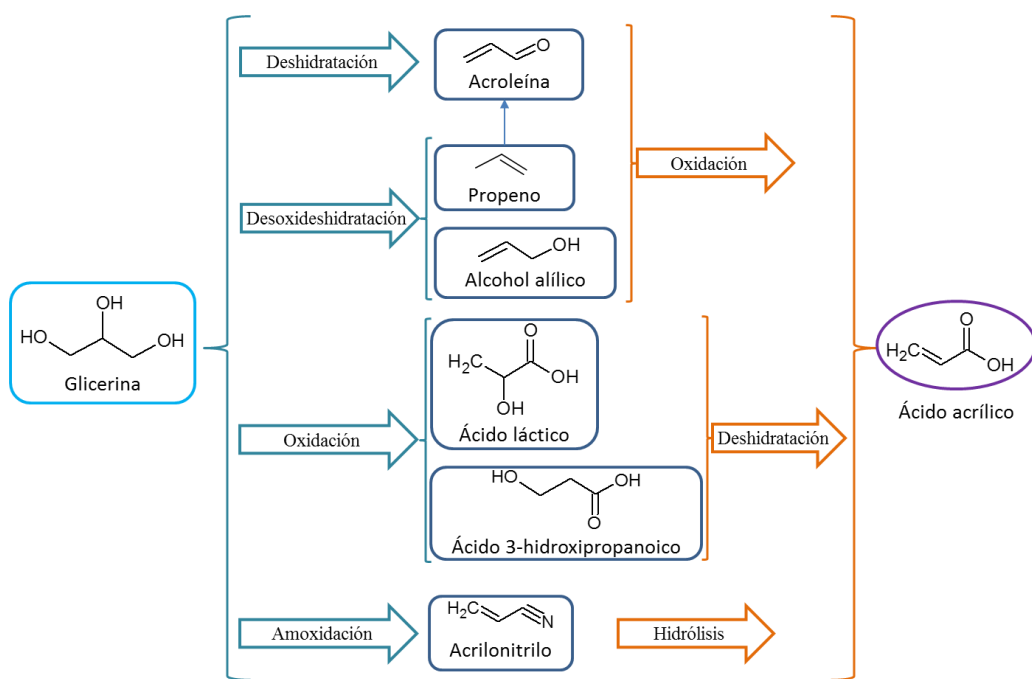 Deshidratación
O
Acroleína
Propeno
Oxidación
Desoxideshidratación
OH
Alcohol alílico
OH
HO
OH
Glicerina
O
H₃C
OH
OH
Ácido láctico
Oxidación
Deshidratación
O
H₂C
OH
Ácido acrílico
HO
OH
O
Ácido 3-hidroxipropanoico
H₂C
N
Acrilonitrilo
Amoxidación
Hidrólisis